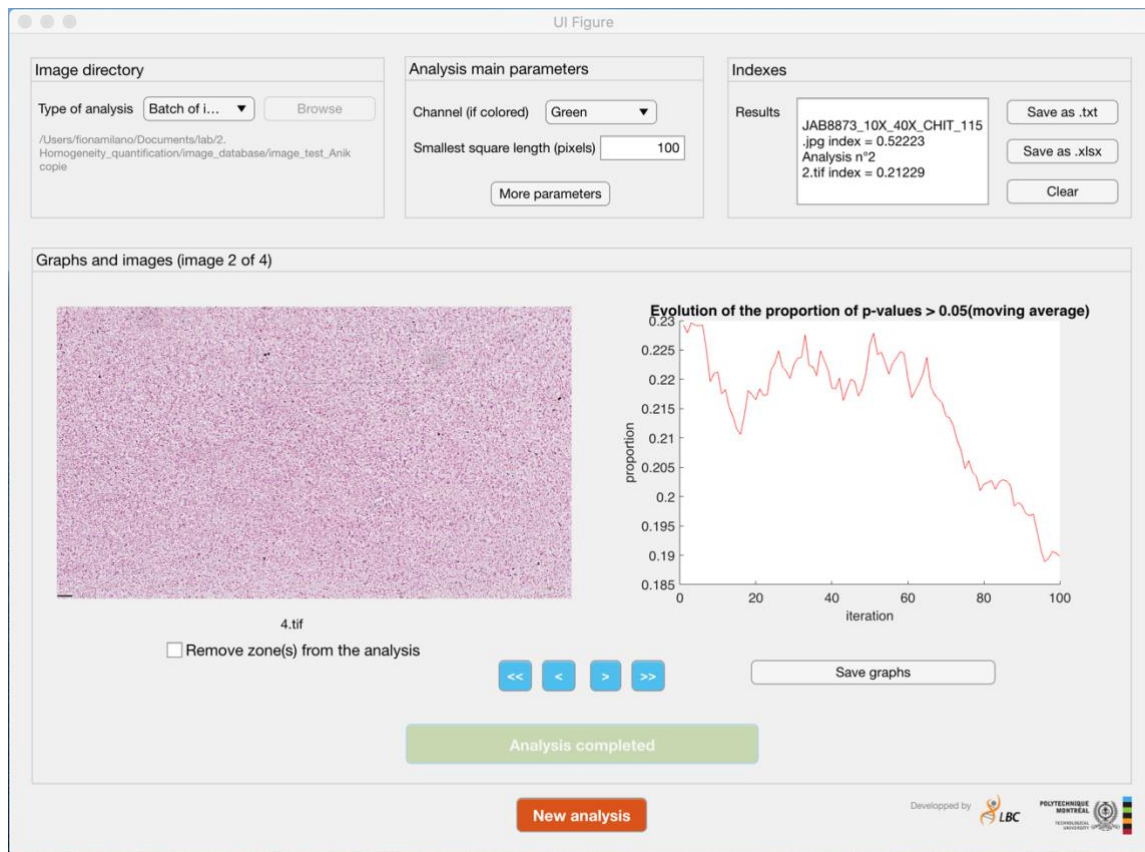 UI Figure
Image directory
Type of analysis Batch of i...
Browse
/Users/fionamilano/Documents/lab/2.
Homogeneity_quantification/image_database/image_test_Anik
copie
Analysis main parameters
Channel (if colored) Green
Smallest square length (pixels) 100
More parameters
Indexes
Results
JAB8873_10X_40X_CHIT_115
.jpg index = 0.52223
Analysis n°2
2.tif index = 0.21229
Save as .txt
Save as .xlsx
Clear
Graphs and images (image 2 of 4)
4.tif
Remove zone(s) from the analysis
Evolution of the proportion of p-values > 0.05(moving average)
0.23
0.225
0.22
0.215
0.21
0.205
0.2
0.195
0.19
0.185
proportion
0 20 40 60 80 100
iteration
<< < > >>
Save graphs
Analysis completed
New analysis
Developped by
LBC
POLYTECHNIQUE
MONTRÉAL
TECHNOLOGICAL
UNIVERSITY